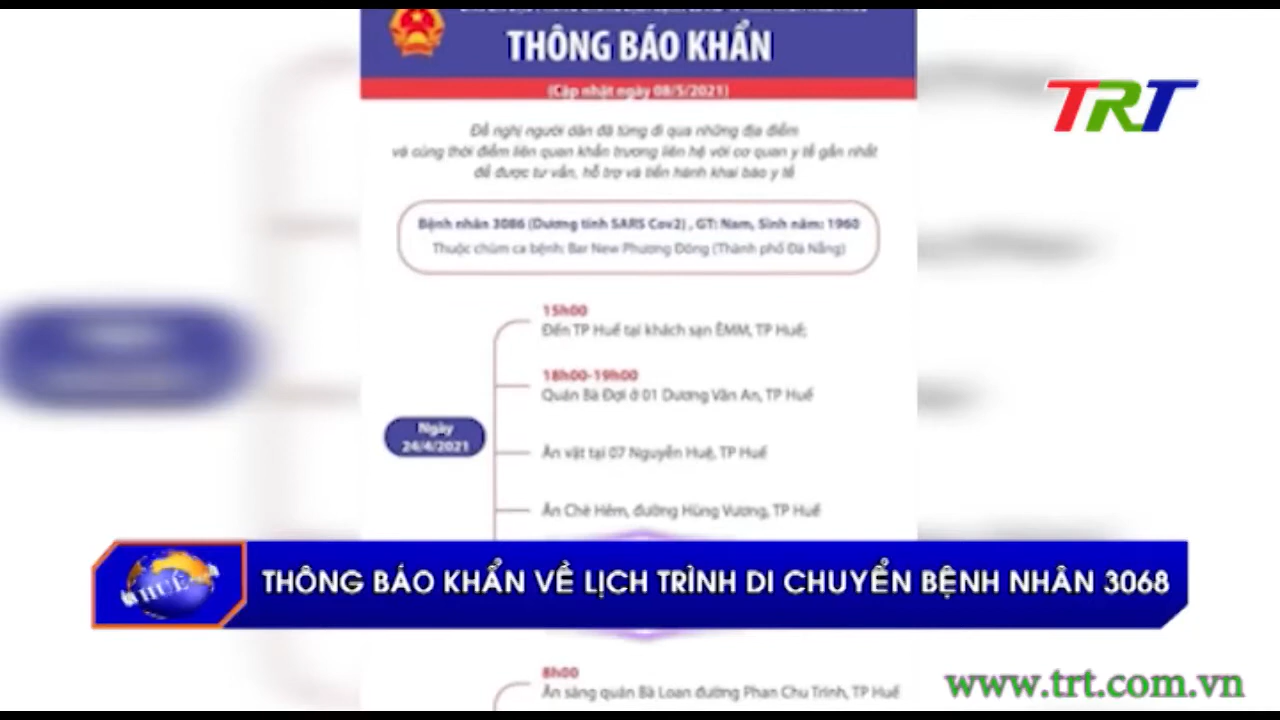 THÔNG BÁO KHẨN
(Cập nhật ngày 08/5/2021)
TRT
Đề nghị người dân đã từng đi qua những địa điểm
và cùng thời điểm liên quan khẩn trương liên hệ với cơ quan y tế gần nhất
để được tư vấn, hỗ trợ và tiến hành khai báo y tế
Bệnh nhân 3086 (Dương tính SARS Cov2) , GT: Nam, Sinh năm: 1960
Thuộc chùm ca bệnh: Bar New Phương Đông (Thành phố Đà Nẵng)
15h00
Đến TP Huế tại khách sạn ÊMM, TP Huế;
18h00-19h00
Quán Bà Đợi ở 01 Dương Văn An, TP Huế
Ngày
24/4/2021
Ăn vặt tại 07 Nguyễn Huệ, TP Huế
Ăn Chè Hẻm, đường Hùng Vương, TP Huế
HUẾ
THÔNG BÁO KHẨN VỀ LỊCH TRÌNH DI CHUYỂN BỆNH NHÂN 3068
8h00
Ăn sáng quán Bà Loan đường Phan Chu Trinh, TP Huế
www.trt.com.vn